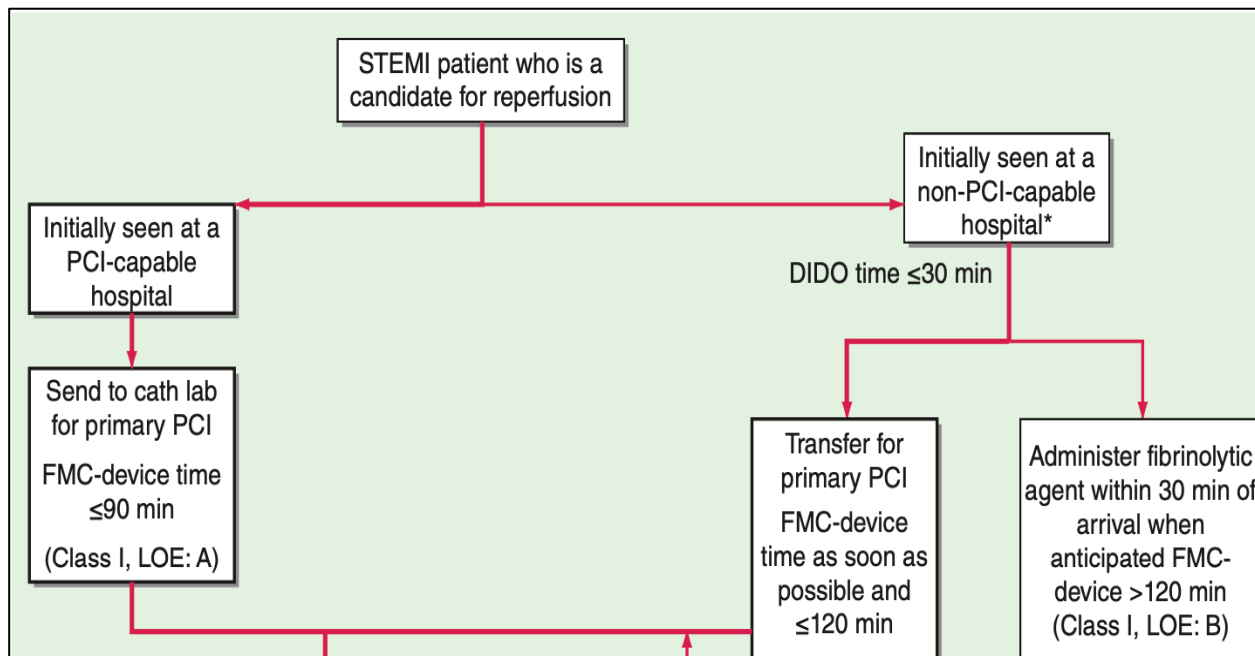 STEMI patient who is a
candidate for reperfusion
Initially seen at a
non-PCI-capable
hospital*
Initially seen at a
PCI-capable
hospital
DIDO time ≤30 min
Send to cath lab
for primary PCI
FMC-device time
≤90 min
(Class I, LOE: A)
Transfer for
primary PCI
FMC-device
time as soon as
possible and
≤120 min
Administer fibrinolytic
agent within 30 min of
arrival when
anticipated FMC-
device >120 min
(Class I, LOE: B)